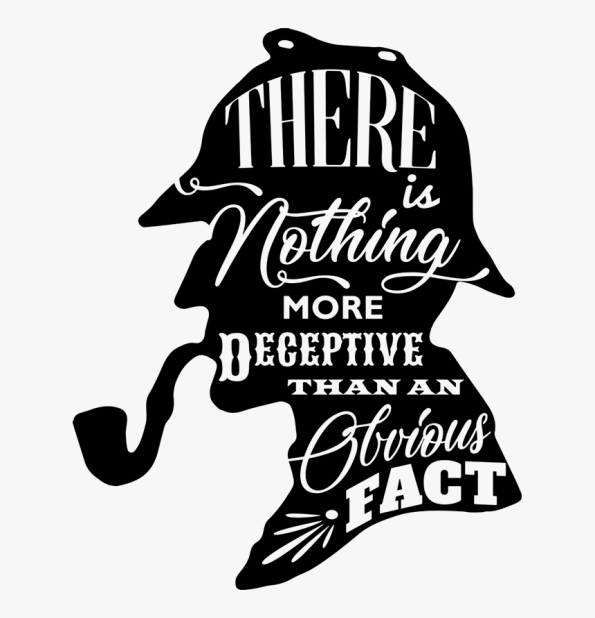 THERE
is
Nothing
MORE
DECEPTIVE
THAN AN
Obvious
FACT